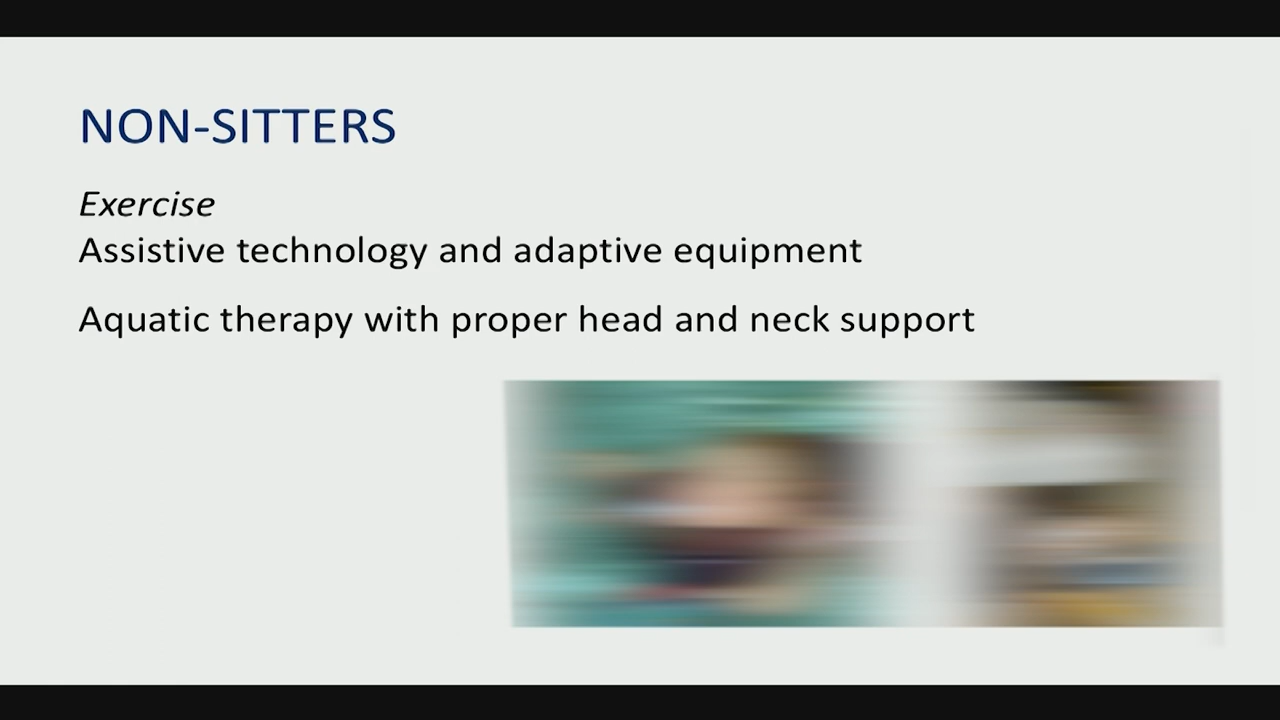 NON-SITTERS
Exercise
Assistive technology and adaptive equipment
Aquatic therapy with proper head and neck support